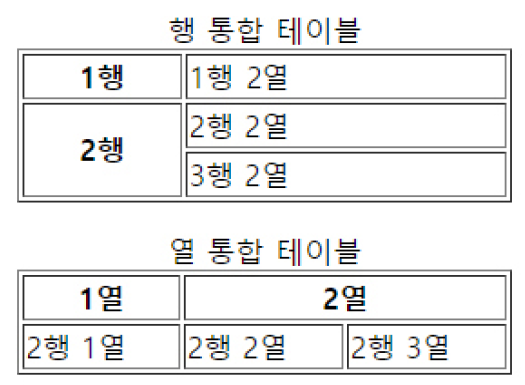 행 통합 테이블
1행 1행 2열
2행 2행 2열
3행 2열
열 통합 테이블
1열 2열
2행 1열 2행 2열 2행 3열